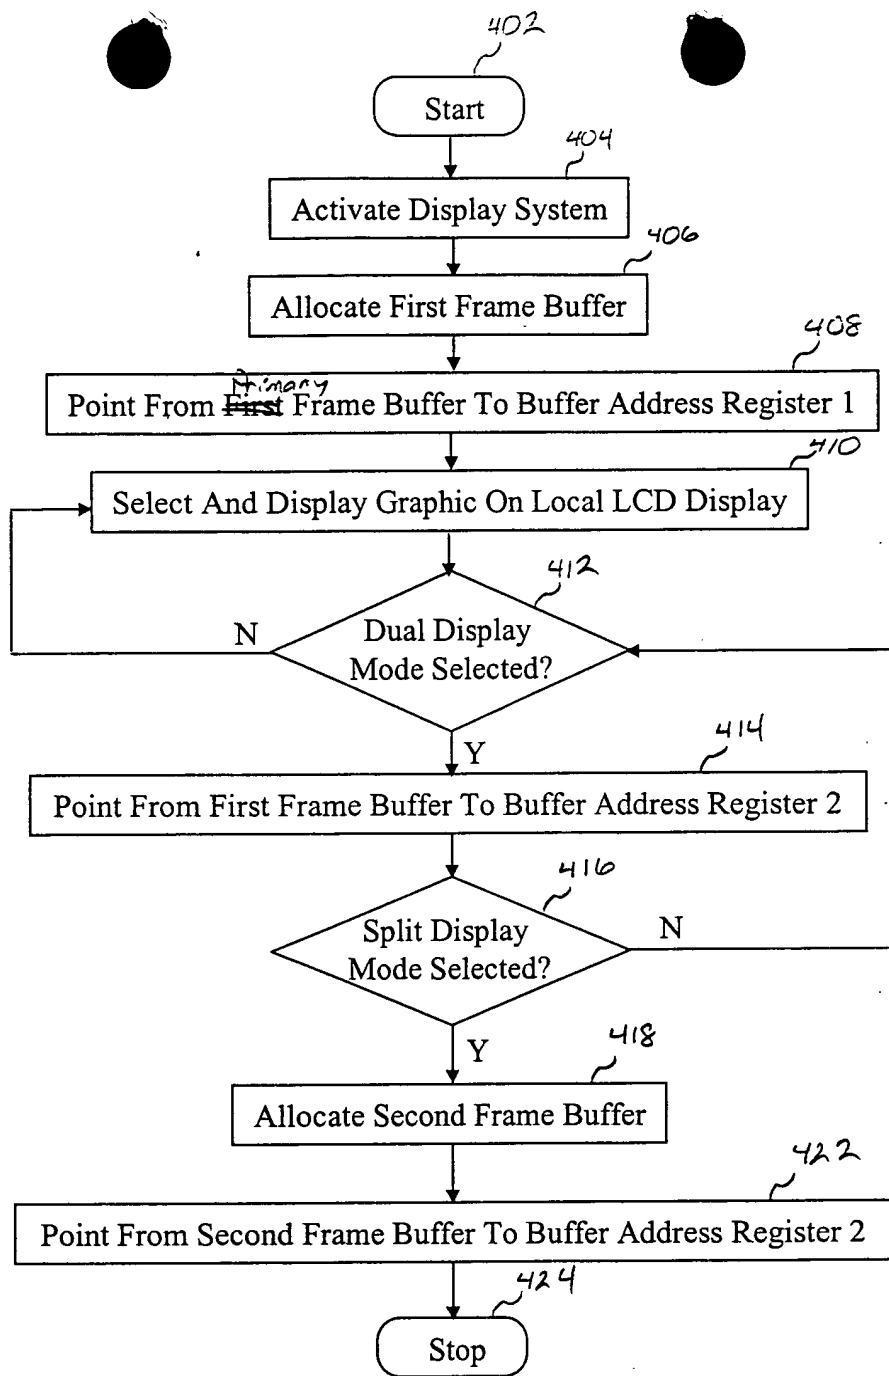 402
Start
404
Activate Display System
406
Allocate First Frame Buffer
408
Primary
Point From First Frame Buffer To Buffer Address Register 1
410
Select And Display Graphic On Local LCD Display
412
Dual Display
Mode Selected?
N
Y
414
Point From First Frame Buffer To Buffer Address Register 2
416
Split Display
Mode Selected?
N
Y
418
Allocate Second Frame Buffer
422
Point From Second Frame Buffer To Buffer Address Register 2
424
Stop